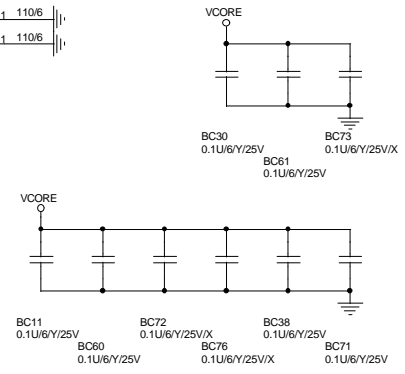 1 110/6
1 110/6
VCORE
BC30
0.1U/6/Y/25V
BC61
0.1U/6/Y/25V
BC73
0.1U/6/Y/25V/X
VCORE
BC11
0.1U/6/Y/25V
BC60
0.1U/6/Y/25V
BC72
0.1U/6/Y/25V/X
BC76
0.1U/6/Y/25V/X
BC38
0.1U/6/Y/25V
BC71
0.1U/6/Y/25V